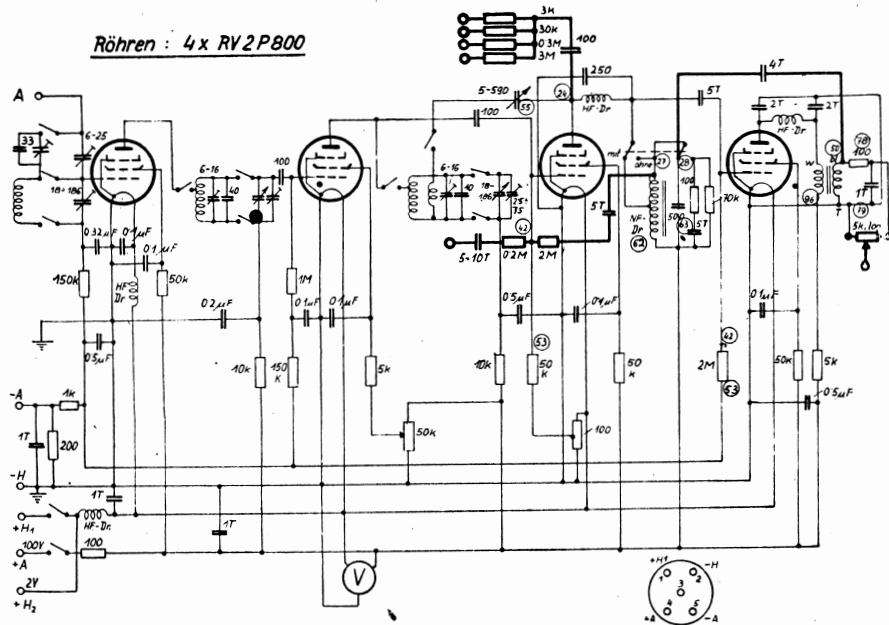 Röhren : 4 x RV2P800
3k
30k
0.3M
3M
100
250
4T
A
33
6-25
18÷186
6-16
40
100
100
5-590
55
24
HF-Dr
mit
ohne
27
28
5T
2T
2T
HF-Dr
W
50
78
100
1T
79
5k, lon
T
96
6-16
10
18-186
25÷75
5T
NF-Dr
62
100
500
63
5T
70k
0.32µF
0.1µF
0.1µF
150k
HF Dr
50k
0.5µF
0.2µF
1M
0.1µF
0.1µF
5-10T
0.2M
42
2M
0.5µF
0.4µF
0.1µF
10k
150 K
5k
50k
10k
53
50 k
100
50 k
2M
42
53
50k
5k
0.5µF
-A
1k
1T
200
-H
1T
+H1
HF-Dr.
100V
+A
100
1T
2V
+H2
V
+H1
-H
1
2
3
4
5
+A
-A